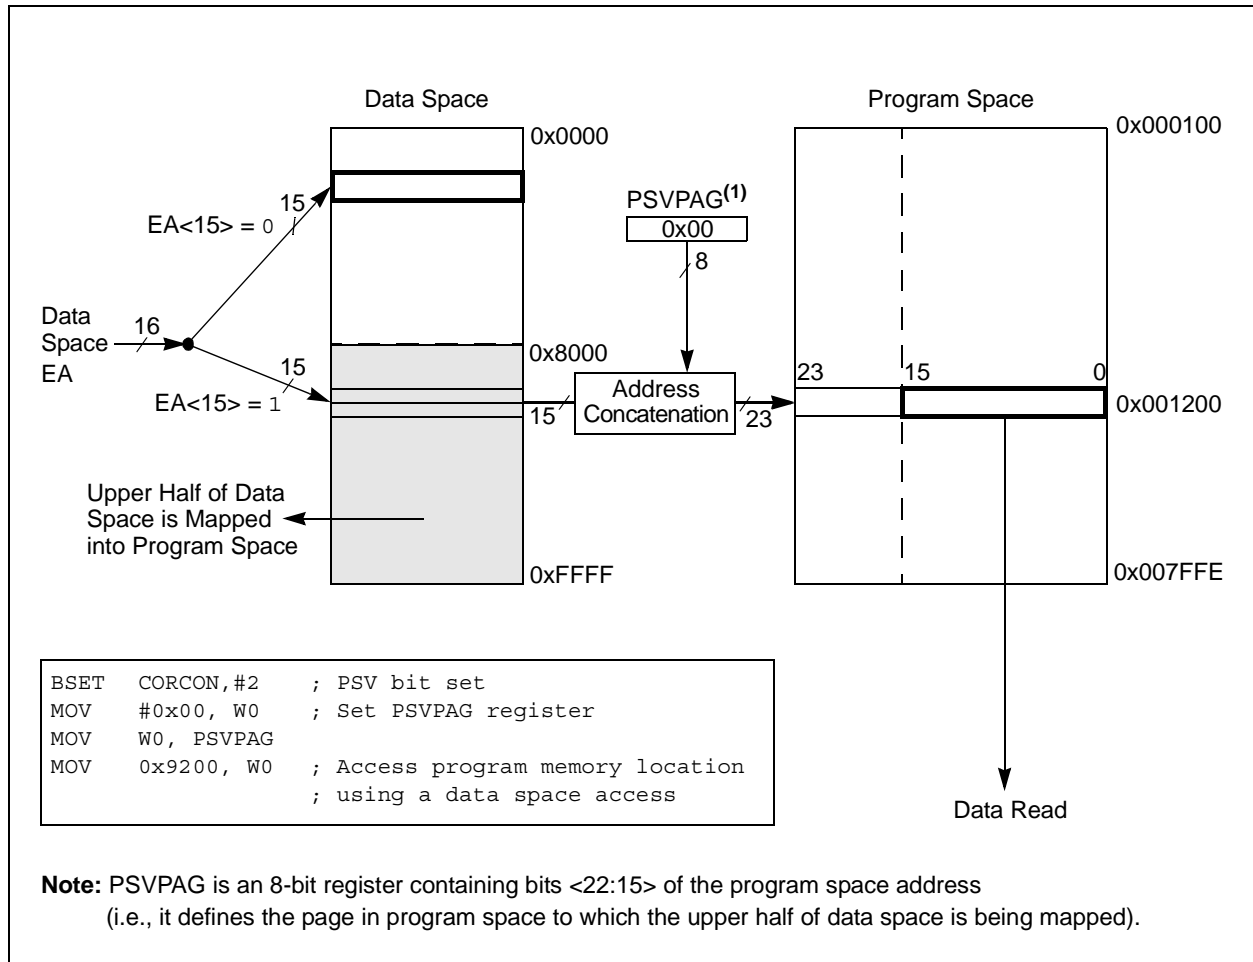 Data Space
Program Space
0x0000
0x000100
15
EA<15> = 0
PSVPAG(1)
0x00
8
Data
Space
EA
16
0x8000
15
EA<15> = 1
15
Address
Concatenation
23
23
15
0
0x001200
Upper Half of Data
Space is Mapped
into Program Space
0xFFFF
0x007FFE
BSET CORCON,#2 ; PSV bit set
MOV #0x00, W0 ; Set PSVPAG register
MOV W0, PSVPAG
MOV 0x9200, W0 ; Access program memory location
; using a data space access
Data Read
Note: PSVPAG is an 8-bit register containing bits <22:15> of the program space address
(i.e., it defines the page in program space to which the upper half of data space is being mapped).